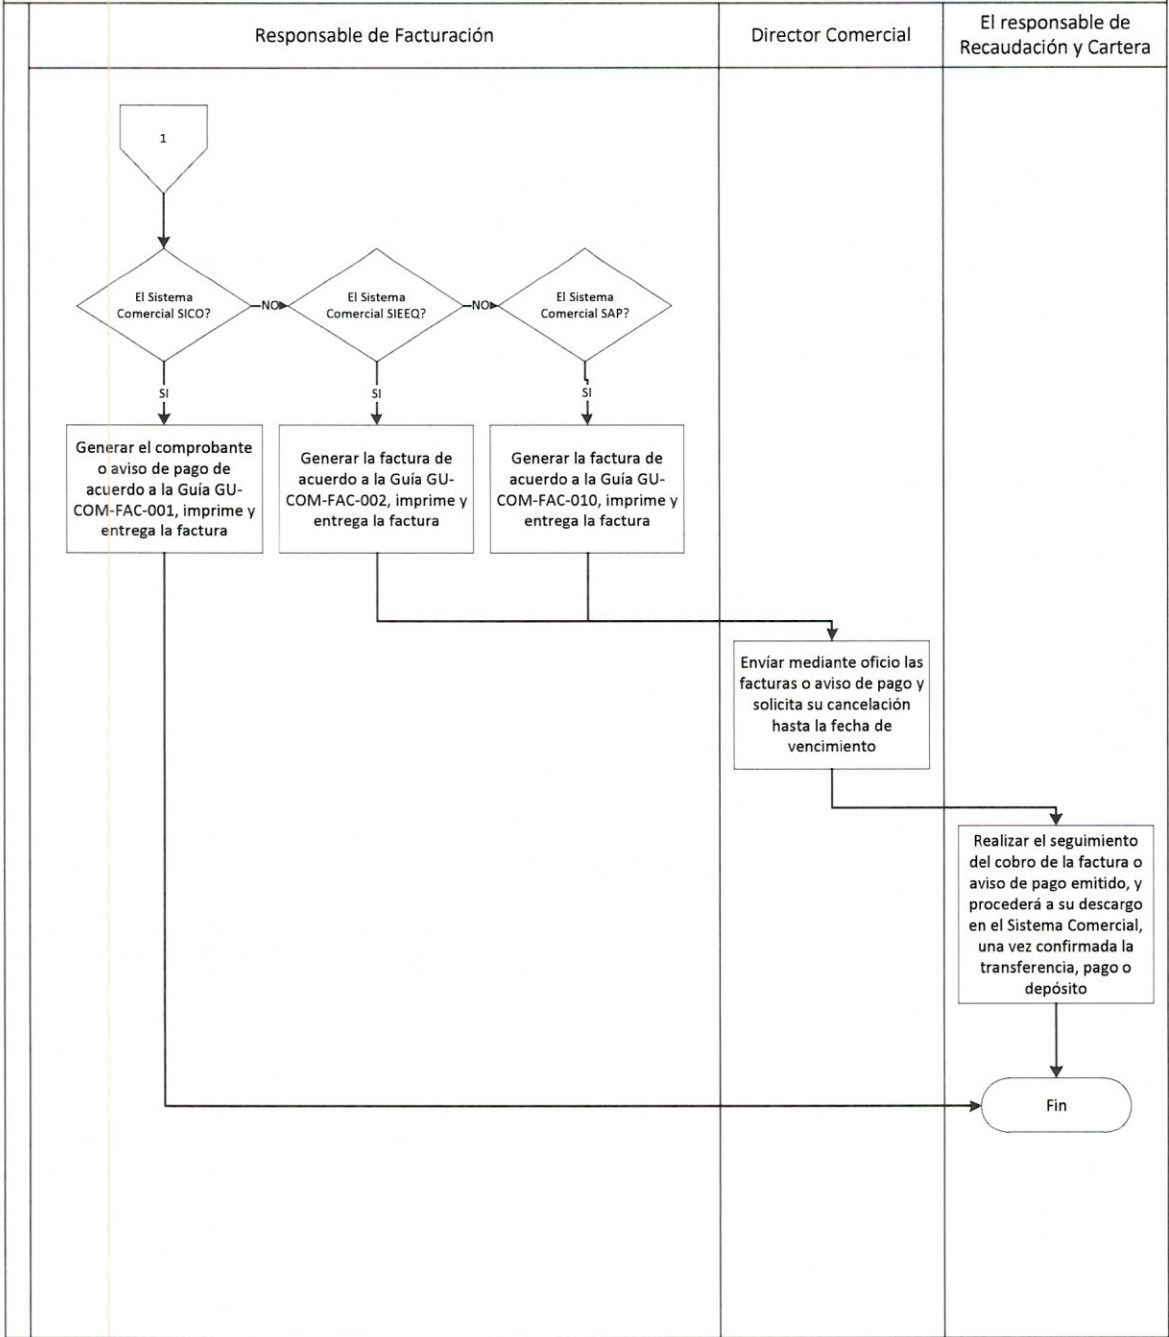 Responsable de Facturación
Director Comercial
El responsable de
Recaudación y Cartera
1
El Sistema
Comercial SICO?
NO
El Sistema
Comercial SIEEQ?
NO
El Sistema
Comercial SAP?
SI
SI
SI
Generar el comprobante
o aviso de pago de
acuerdo a la Guía GU-
COM-FAC-001, imprime y
entrega la factura
Generar la factura de
acuerdo a la Guía GU-
COM-FAC-002, imprime y
entrega la factura
Generar la factura de
acuerdo a la Guía GU-
COM-FAC-010, imprime y
entrega la factura
Envíar mediante oficio las
facturas o aviso de pago y
solicita su cancelación
hasta la fecha de
vencimiento
Realizar el seguimiento
del cobro de la factura o
aviso de pago emitido, y
procederá a su descargo
en el Sistema Comercial,
una vez confirmada la
transferencia, pago o
depósito
Fin